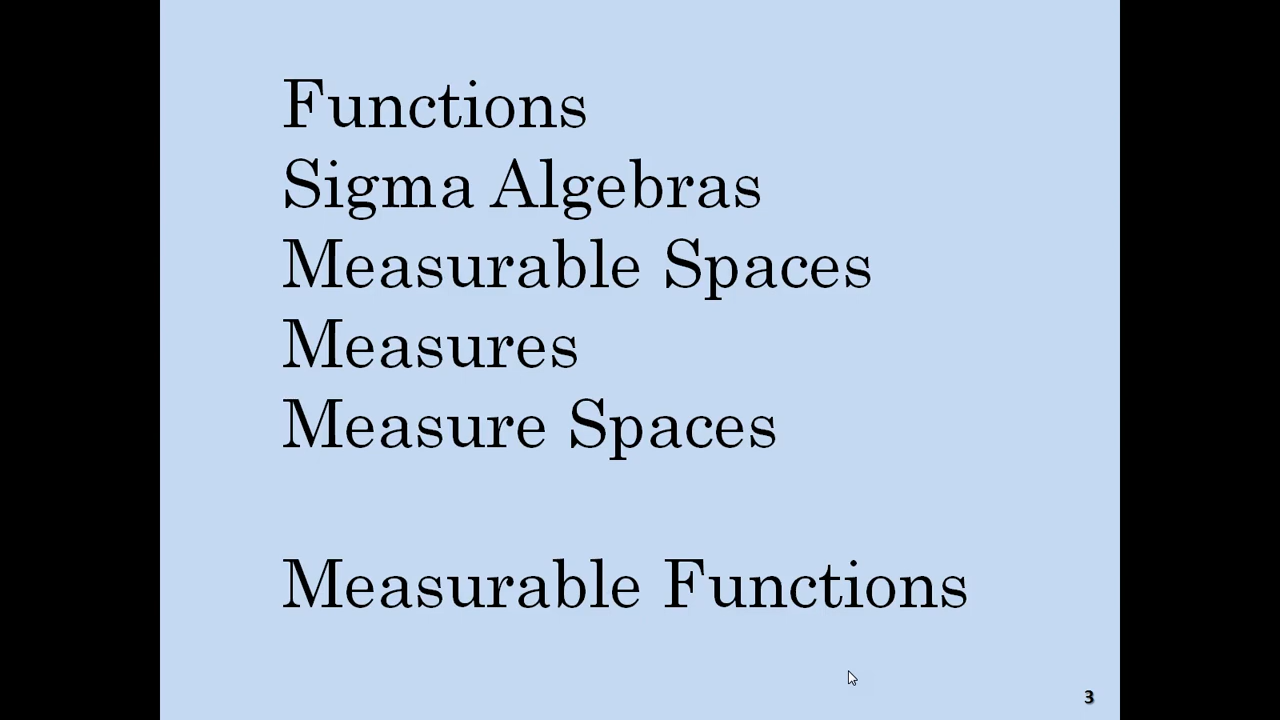 Functions
Sigma Algebras
Measurable Spaces
Measures
Measure Spaces
Measurable Functions
3